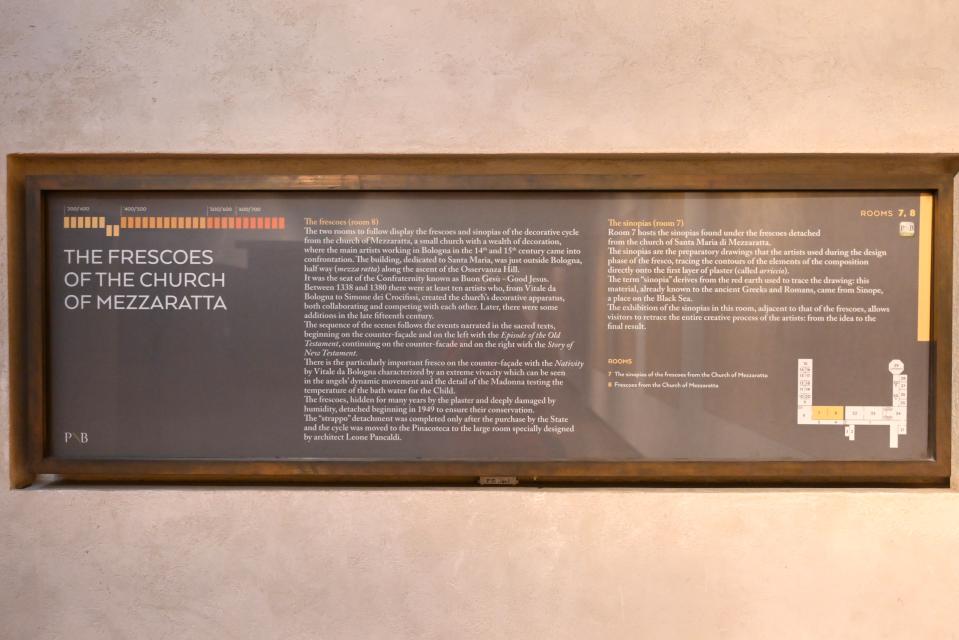 200/400
400/500
500/600
600/700
THE FRESCOES
OF THE CHURCH
OF MEZZARATTA
PNB
The frescoes (room 8)
The two rooms to follow display the frescoes and sinopias of the decorative cycle
from the church of Mezzaratta, a small church with a wealth of decoration,
where the main artists working in Bologna in the 14th and 15th century came into
confrontation. The building, dedicated to Santa Maria, was just outside Bologna,
half way (mezza ratta) along the ascent of the Osservanza Hill.
It was the seat of the Confraternity known as Buon Gesù – Good Jesus.
Between 1338 and 1380 there were at least ten artists who, from Vitale da
Bologna to Simone dei Crocifissi, created the church's decorative apparatus,
both collaborating and competing with each other. Later, there were some
additions in the late fifteenth century.
The sequence of the scenes follows the events narrated in the sacred texts,
beginning on the counter-façade and on the left with the Episode of the Old
Testament, continuing on the counter-facade and on the right with the Story of
New Testament.
There is the particularly important fresco on the counter-façade with the Nativity
by Vitale da Bologna characterized by an extreme vivacity which can be seen
in the angels' dynamic movement and the detail of the Madonna testing the
temperature of the bath water for the Child.
The frescoes, hidden for many years by the plaster and deeply damaged by
humidity, detached beginning in 1949 to ensure their conservation.
The "strappo" detachment was completed only after the purchase by the State
and the cycle was moved to the Pinacoteca to the large room specially designed
by architect Leone Pancaldi.
The sinopias (room 7)
Room 7 hosts the sinopias found under the frescoes detached
from the church of Santa Maria di Mezzaratta.
The sinopias are the preparatory drawings that the artists used during the design
phase of the fresco, tracing the contours of the elements of the composition
directly onto the first layer of plaster (called arriccio).
The term "sinopia" derives from the red earth used to trace the drawing: this
material, already known to the ancient Greeks and Romans, came from Sinope,
a place on the Black Sea.
The exhibition of the sinopias in this room, adjacent to that of the frescoes, allows
visitors to retrace the entire creative process of the artists: from the idea to the
final result.
ROOMS
7 The sinopias of the frescoes from the Church of Mezzaratta
8 Frescoes from the Church of Mezzaratta
ROOMS 7, 8
7 8